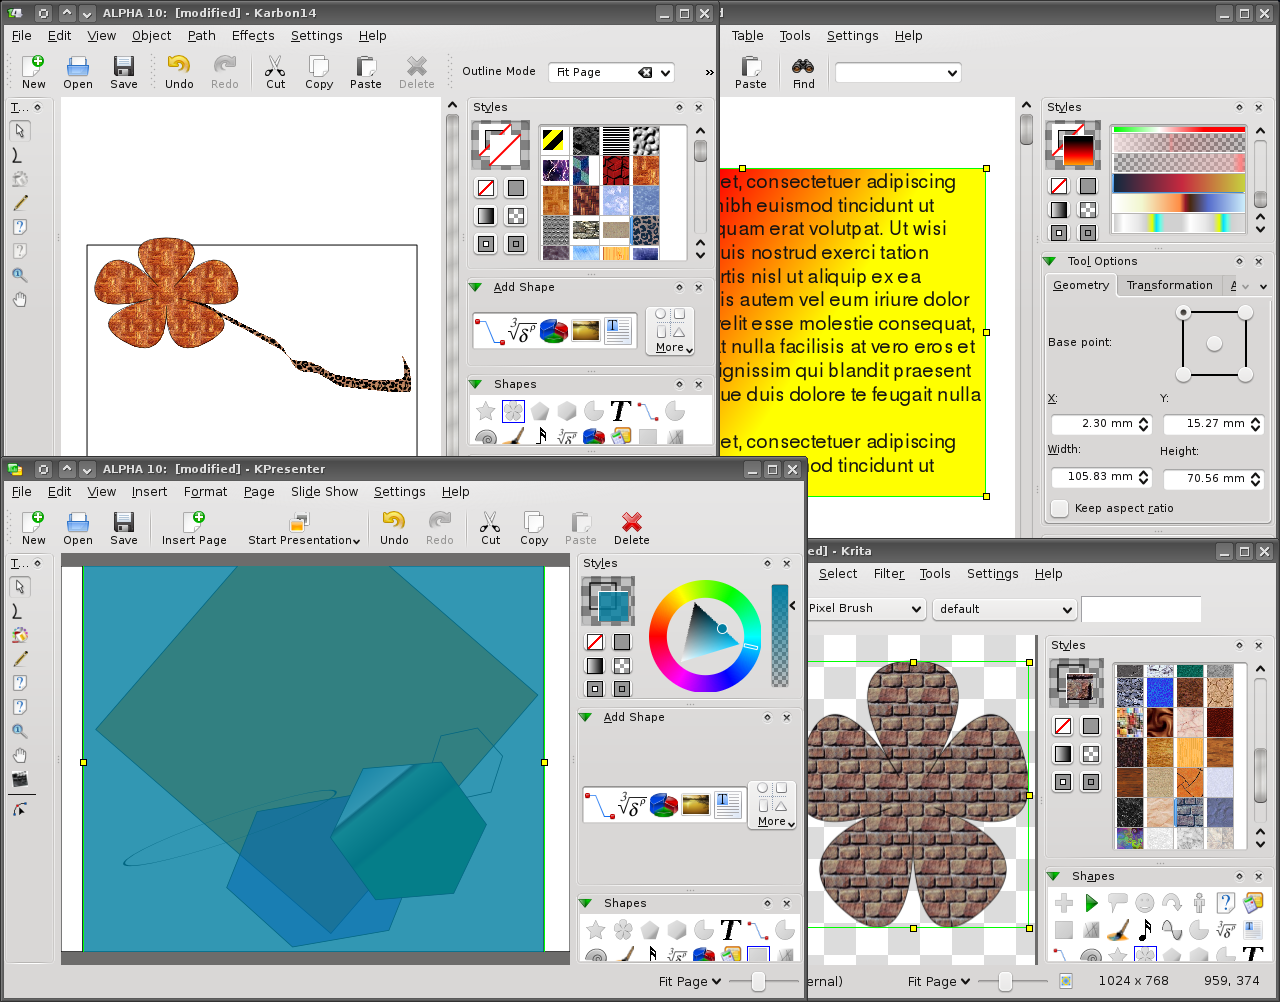 ALPHA 10: [modified] - Karbon14
File Edit View Object Path Effects Settings Help
New Open Save Undo Redo Cut Copy Paste Delete Outline Mode Fit Page »
T...
Styles
Add Shape
More
Shapes
Table Tools Settings Help
Paste Find
et, consectetuer adipiscing
nibh euismod tincidunt ut
quam erat volutpat. Ut wisi
uis nostrud exerci tation
rtis nisl ut aliquip ex ea
is autem vel eum iriure dolor
velit esse molestie consequat,
at nulla facilisis at vero eros et
ignissim qui blandit praesent
ue duis dolore te feugait nulla
et, consectetuer adipiscing
mod tincidunt ut
Styles
Tool Options
Geometry Transformation A
Base point:
X: Y:
2.30 mm 15.27 mm
Width: Height:
105.83 mm 70.56 mm
Keep aspect ratio
ALPHA 10: [modified] - KPresenter
File Edit View Insert Format Page Slide Show Settings Help
New Open Save Insert Page Start Presentation Undo Redo Cut Copy Paste Delete
T...
Styles
Add Shape
More
Shapes
Fit Page
ed] - Krita
Select Filter Tools Settings Help
Pixel Brush default
Styles
Shapes
ernal) Fit Page 1024 x 768 959, 374